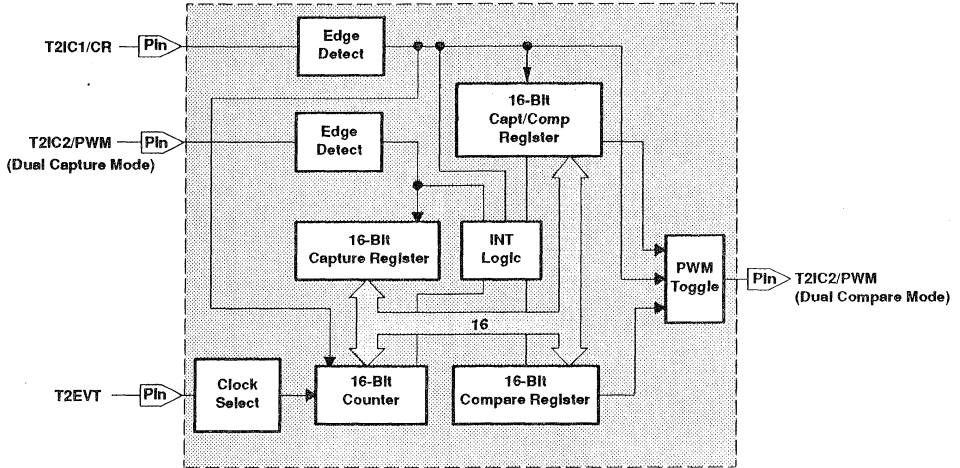 T2IC1/CR
Pin
Edge
Detect
16-Bit
Capt/Comp
Register
T2IC2/PWM
(Dual Capture Mode)
Pin
Edge
Detect
16-Bit
Capture Register
INT
Logic
PWM
Toggle
Pin
T2IC2/PWM
(Dual Compare Mode)
16
T2EVT
Pin
Clock
Select
16-Bit
Counter
16-Bit
Compare Register